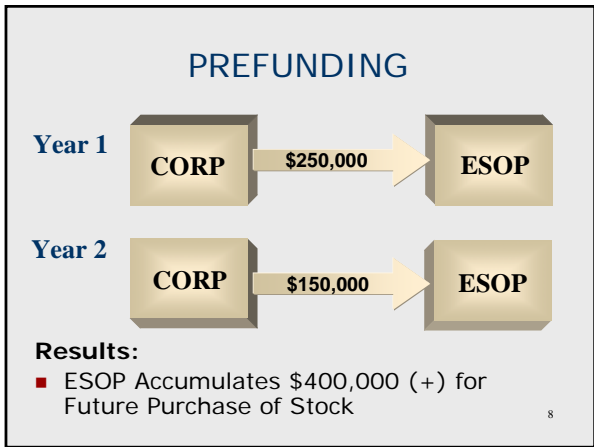 PREFUNDING
Year 1
CORP
$250,000
ESOP
Year 2
CORP
$150,000
ESOP
Results:
ESOP Accumulates $400,000 (+) for
Future Purchase of Stock
8